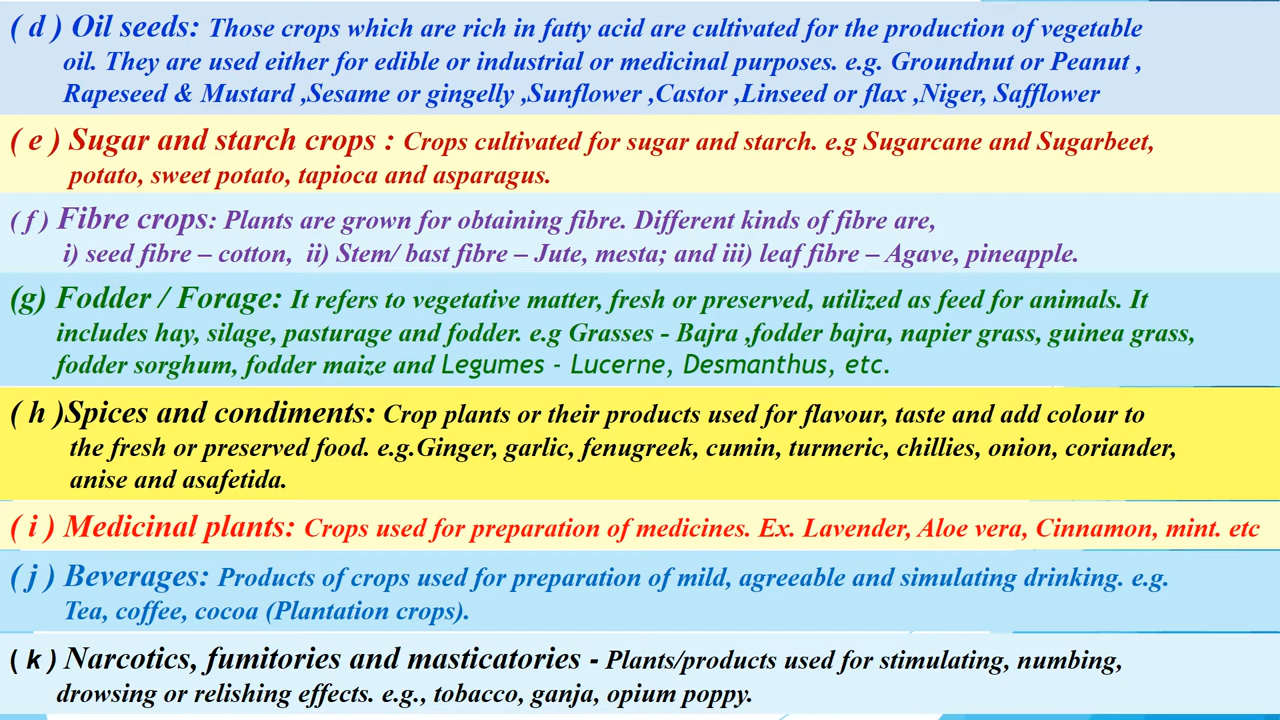 ( d ) Oil seeds: Those crops which are rich in fatty acid are cultivated for the production of vegetable
oil. They are used either for edible or industrial or medicinal purposes. e.g. Groundnut or Peanut ,
Rapeseed & Mustard ,Sesame or gingelly ,Sunflower ,Castor ,Linseed or flax ,Niger, Safflower
( e ) Sugar and starch crops : Crops cultivated for sugar and starch. e.g Sugarcane and Sugarbeet,
potato, sweet potato, tapioca and asparagus.
( f ) Fibre crops: Plants are grown for obtaining fibre. Different kinds of fibre are,
i) seed fibre – cotton, ii) Stem/ bast fibre – Jute, mesta; and iii) leaf fibre – Agave, pineapple.
(g) Fodder / Forage: It refers to vegetative matter, fresh or preserved, utilized as feed for animals. It
includes hay, silage, pasturage and fodder. e.g Grasses - Bajra ,fodder bajra, napier grass, guinea grass,
fodder sorghum, fodder maize and Legumes - Lucerne, Desmanthus, etc.
( h )Spices and condiments: Crop plants or their products used for flavour, taste and add colour to
the fresh or preserved food. e.g.Ginger, garlic, fenugreek, cumin, turmeric, chillies, onion, coriander,
anise and asafetida.
( i ) Medicinal plants: Crops used for preparation of medicines. Ex. Lavender, Aloe vera, Cinnamon, mint. etc
( j ) Beverages: Products of crops used for preparation of mild, agreeable and simulating drinking. e.g.
Tea, coffee, cocoa (Plantation crops).
( k ) Narcotics, fumitories and masticatories - Plants/products used for stimulating, numbing,
drowsing or relishing effects. e.g., tobacco, ganja, opium poppy.